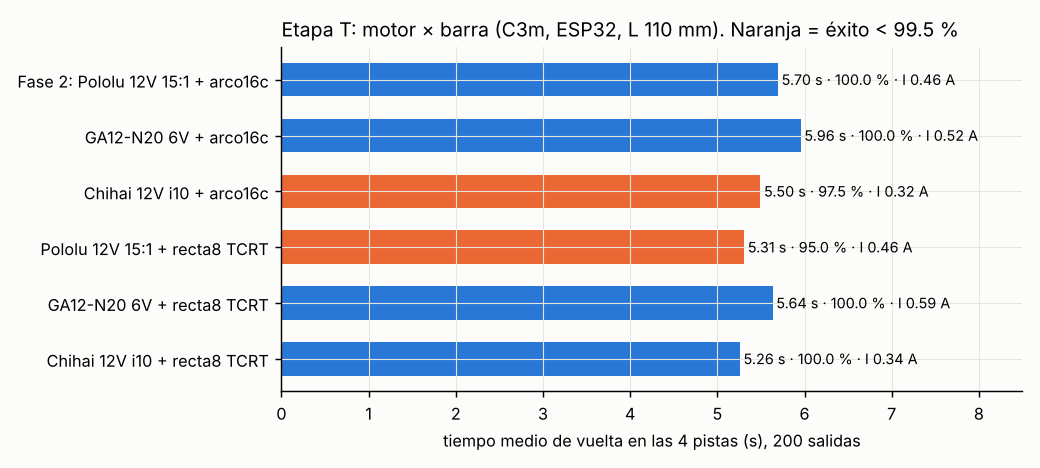 Etapa T: motor × barra (C3m, ESP32, L 110 mm). Naranja = éxito < 99.5 %
Fase 2: Pololu 12V 15:1 + arco16c
5.70 s · 100.0 % · I 0.46 A
GA12-N20 6V + arco16c
5.96 s · 100.0 % · I 0.52 A
Chihai 12V i10 + arco16c
5.50 s · 97.5 % · I 0.32 A
Pololu 12V 15:1 + recta8 TCRT
5.31 s · 95.0 % · I 0.46 A
GA12-N20 6V + recta8 TCRT
5.64 s · 100.0 % · I 0.59 A
Chihai 12V i10 + recta8 TCRT
5.26 s · 100.0 % · I 0.34 A
0 1 2 3 4 5 6 7 8
tiempo medio de vuelta en las 4 pistas (s), 200 salidas